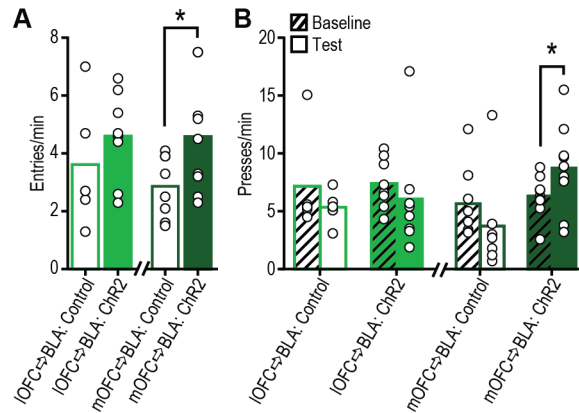 A
*
8
6
4
2
0
Entries/min
lOFC➪BLA: Control
lOFC➪BLA: ChR2
mOFC➪BLA: Control
mOFC➪BLA: ChR2
B
Baseline
Test
*
20
15
10
5
0
Presses/min
lOFC➪BLA: Control
lOFC➪BLA: ChR2
mOFC➪BLA: Control
mOFC➪BLA: ChR2